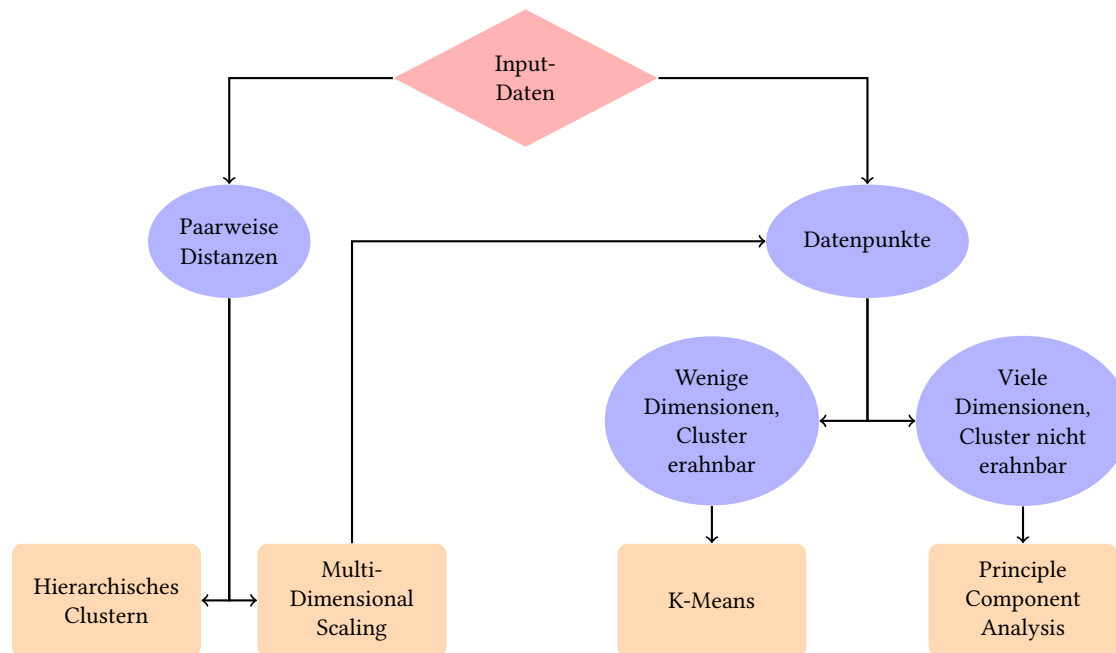 Input-
Daten
Paarweise
Distanzen
Datenpunkte
Wenige
Dimensionen,
Cluster
erahnbar
Viele
Dimensionen,
Cluster nicht
erahnbar
Hierarchisches
Clustern
Multi-
Dimensional
Scaling
K-Means
Principle
Component
Analysis